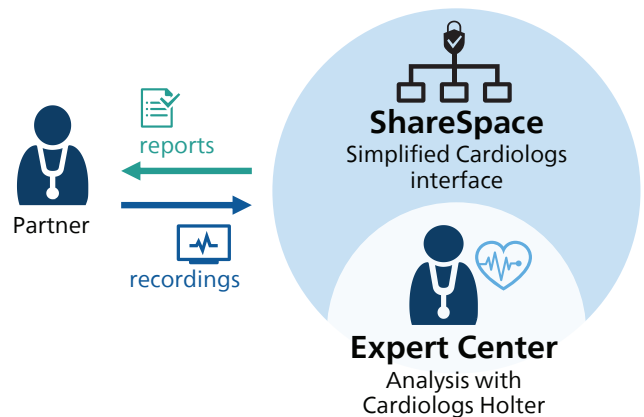 reports
Partner
recordings
ShareSpace
Simplified Cardiologs
interface
Expert Center
Analysis with
Cardiologs Holter